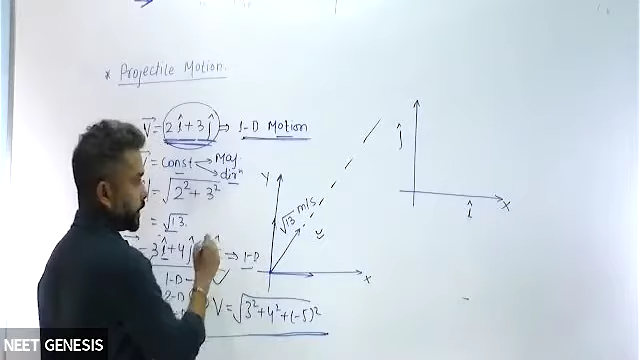 * Projectile Motion.
V = 2î + 3ĵ ⇒ 1-D Motion
= const → Mag
→ dirⁿ
= √2² + 3²
= √13
3î + 4ĵ ⇒ 1-D
1-D ✓
2-D V = √3² + 4² + (-5)²
Y
√13 m/s
X
ĵ
î
X
NEET GENESIS